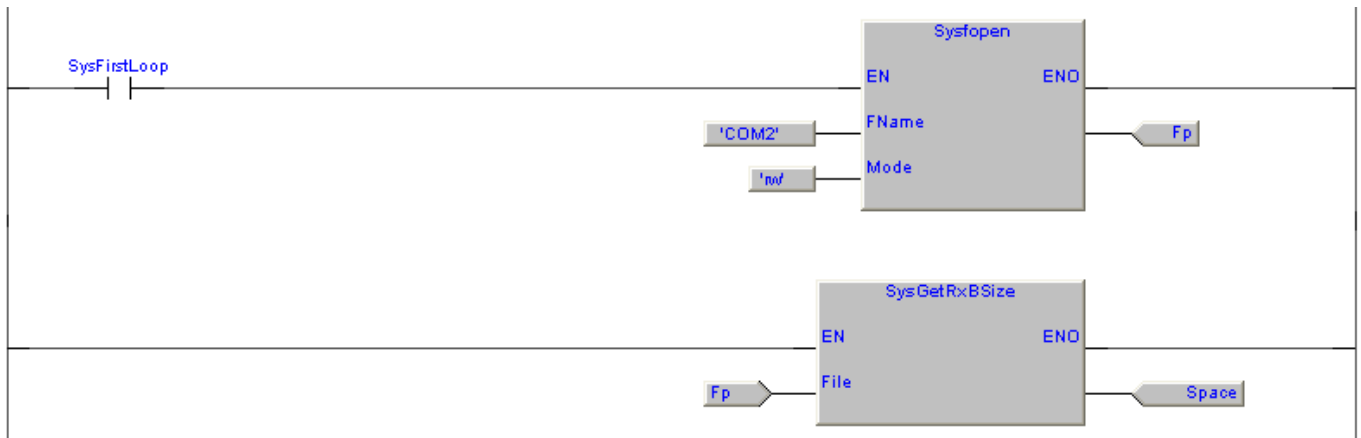 Sysfopen
SysFirstLoop
EN ENO
'COM2' FName Fp
'rw' Mode
SysGetRxBSize
EN ENO
Fp File Space